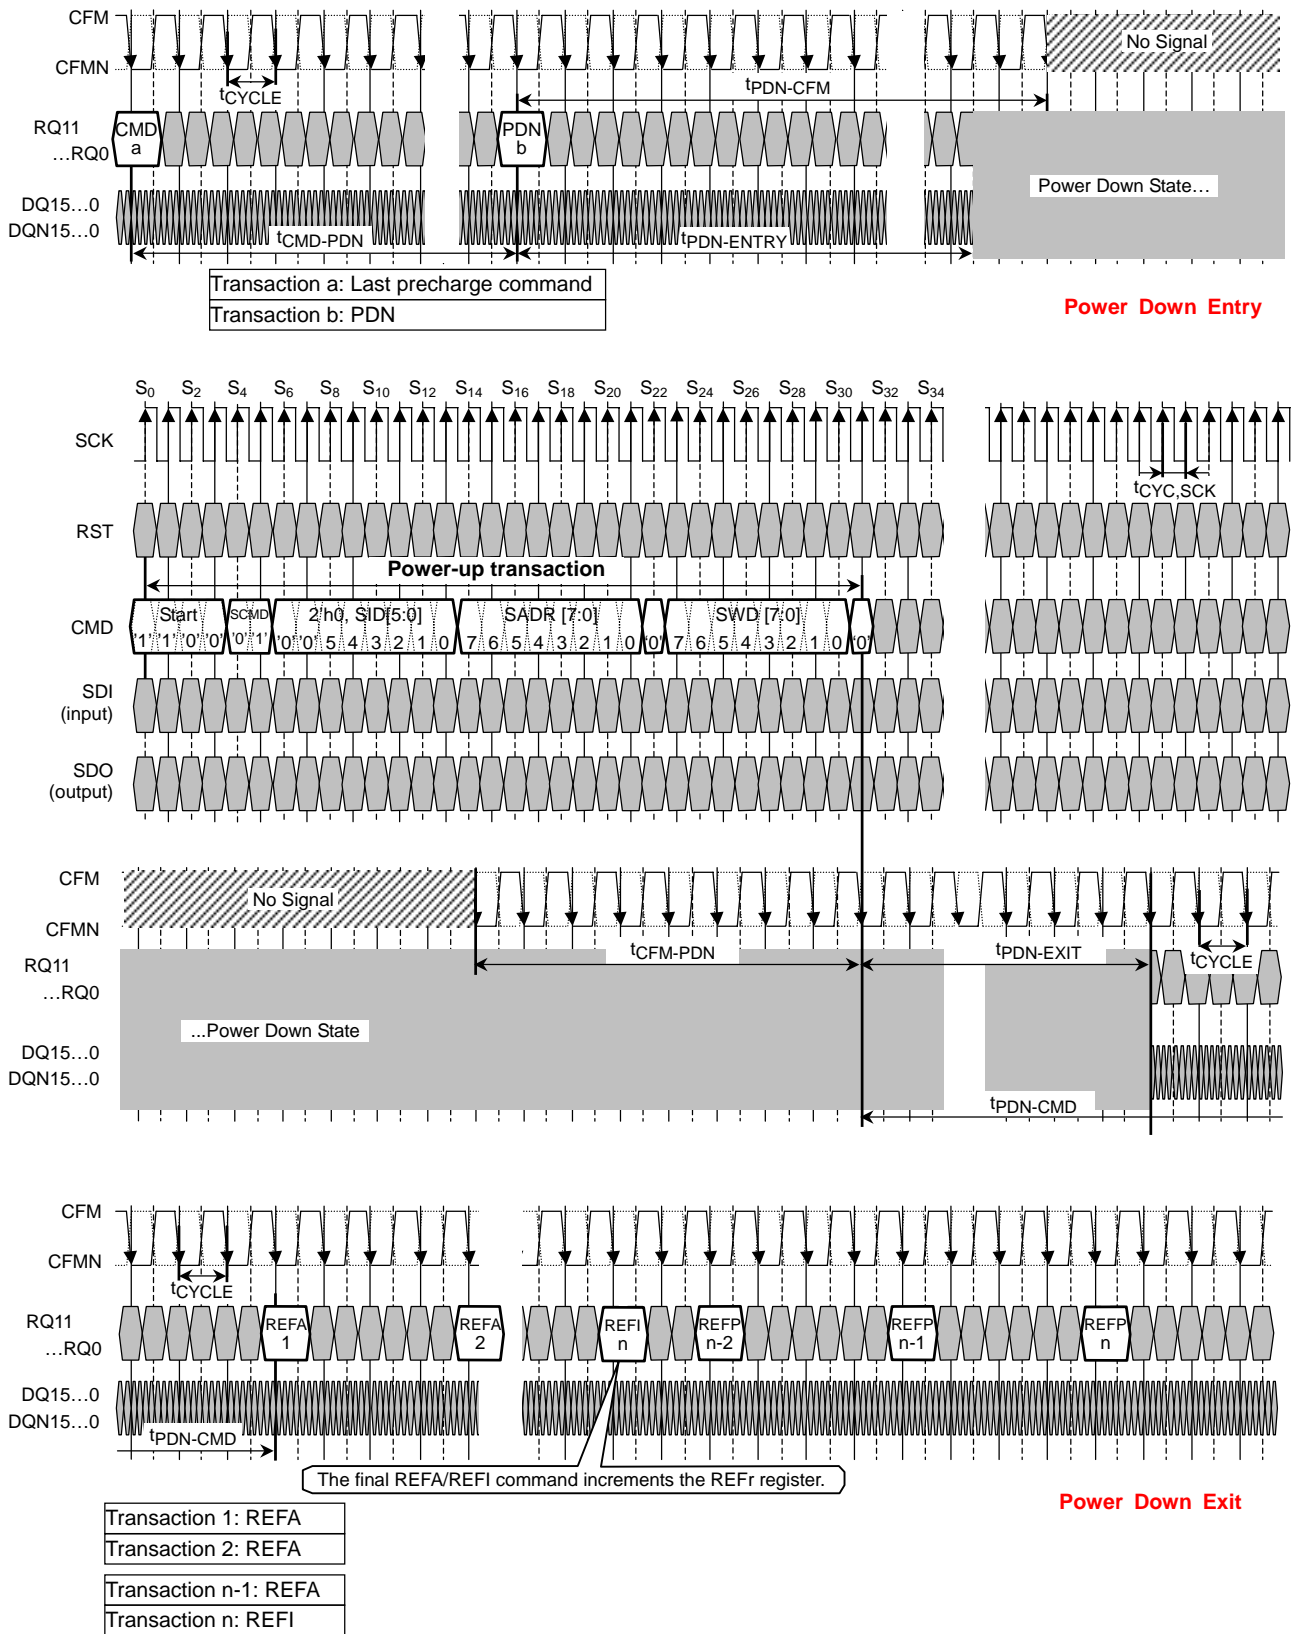 CFM
CFMN
No Signal
tCYCLE
tPDN-CFM
RQ11
...RQ0
CMD
a
PDN
b
DQ15...0
DQN15...0
Power Down State...
tCMD-PDN
tPDN-ENTRY
Transaction a: Last precharge command
Transaction b: PDN
Power Down Entry
S0 S2 S4 S6 S8 S10 S12 S14 S16 S18 S20 S22 S24 S26 S28 S30 S32 S34
SCK
tCYC,SCK
RST
Power-up transaction
CMD
Start SCMD 2'h0, SID[5:0] SADR [7:0] SWD [7:0]
'1' '1' '0' '0' '0' '1' '0' '0' 5 4 3 2 1 0 7 6 5 4 3 2 1 0 '0' 7 6 5 4 3 2 1 0 '0'
SDI
(input)
SDO
(output)
CFM
CFMN
No Signal
tCFM-PDN
tPDN-EXIT
tCYCLE
RQ11
...RQ0
...Power Down State
DQ15...0
DQN15...0
tPDN-CMD
CFM
CFMN
tCYCLE
RQ11
...RQ0
REFA
1
REFA
2
REFI
n
REFP
n-2
REFP
n-1
REFP
n
DQ15...0
DQN15...0
tPDN-CMD
The final REFA/REFI command increments the REFr register.
Power Down Exit
Transaction 1: REFA
Transaction 2: REFA
Transaction n-1: REFA
Transaction n: REFI